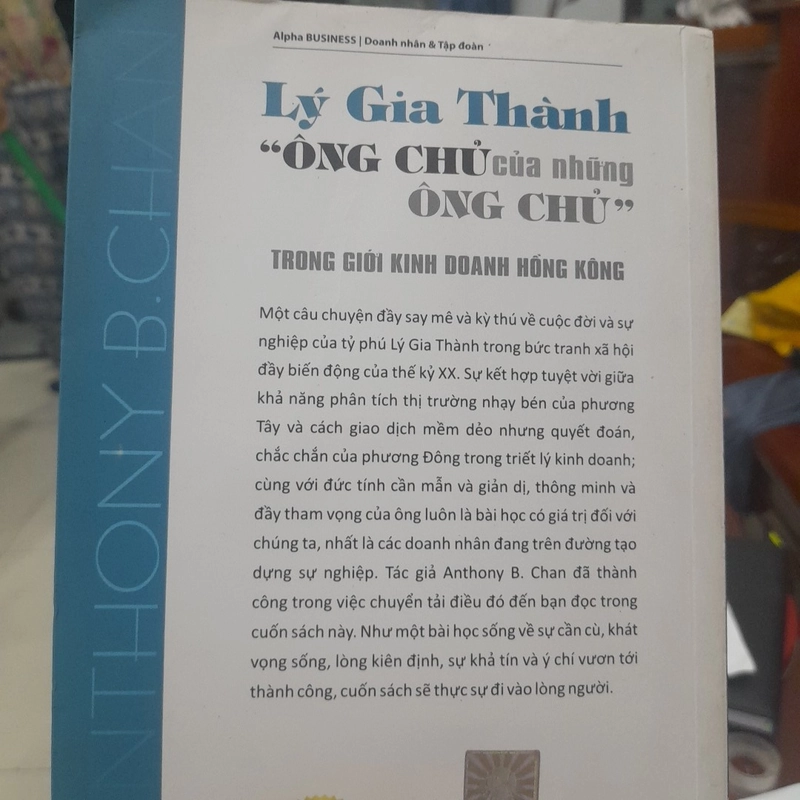 Alpha BUSINESS | Doanh nhân & Tập đoàn
Lý Gia Thành
“ÔNG CHỦ của những
ÔNG CHỦ”
TRONG GIỚI KINH DOANH HỒNG KÔNG
Một câu chuyện đầy say mê và kỳ thú về cuộc đời và sự
nghiệp của tỷ phú Lý Gia Thành trong bức tranh xã hội
đầy biến động của thế kỷ XX. Sự kết hợp tuyệt vời giữa
khả năng phân tích thị trường nhạy bén của phương
Tây và cách giao dịch mềm dẻo nhưng quyết đoán,
chắc chắn của phương Đông trong triết lý kinh doanh;
cùng với đức tính cần mẫn và giản dị, thông minh và
đầy tham vọng của ông luôn là bài học có giá trị đối với
chúng ta, nhất là các doanh nhân đang trên đường tạo
dựng sự nghiệp. Tác giả Anthony B. Chan đã thành
công trong việc chuyển tải điều đó đến bạn đọc trong
cuốn sách này. Như một bài học sống về sự cần cù, khát
vọng sống, lòng kiên định, sự khả tín và ý chí vươn tới
thành công, cuốn sách sẽ thực sự đi vào lòng người.
NTHONY B.CHAN